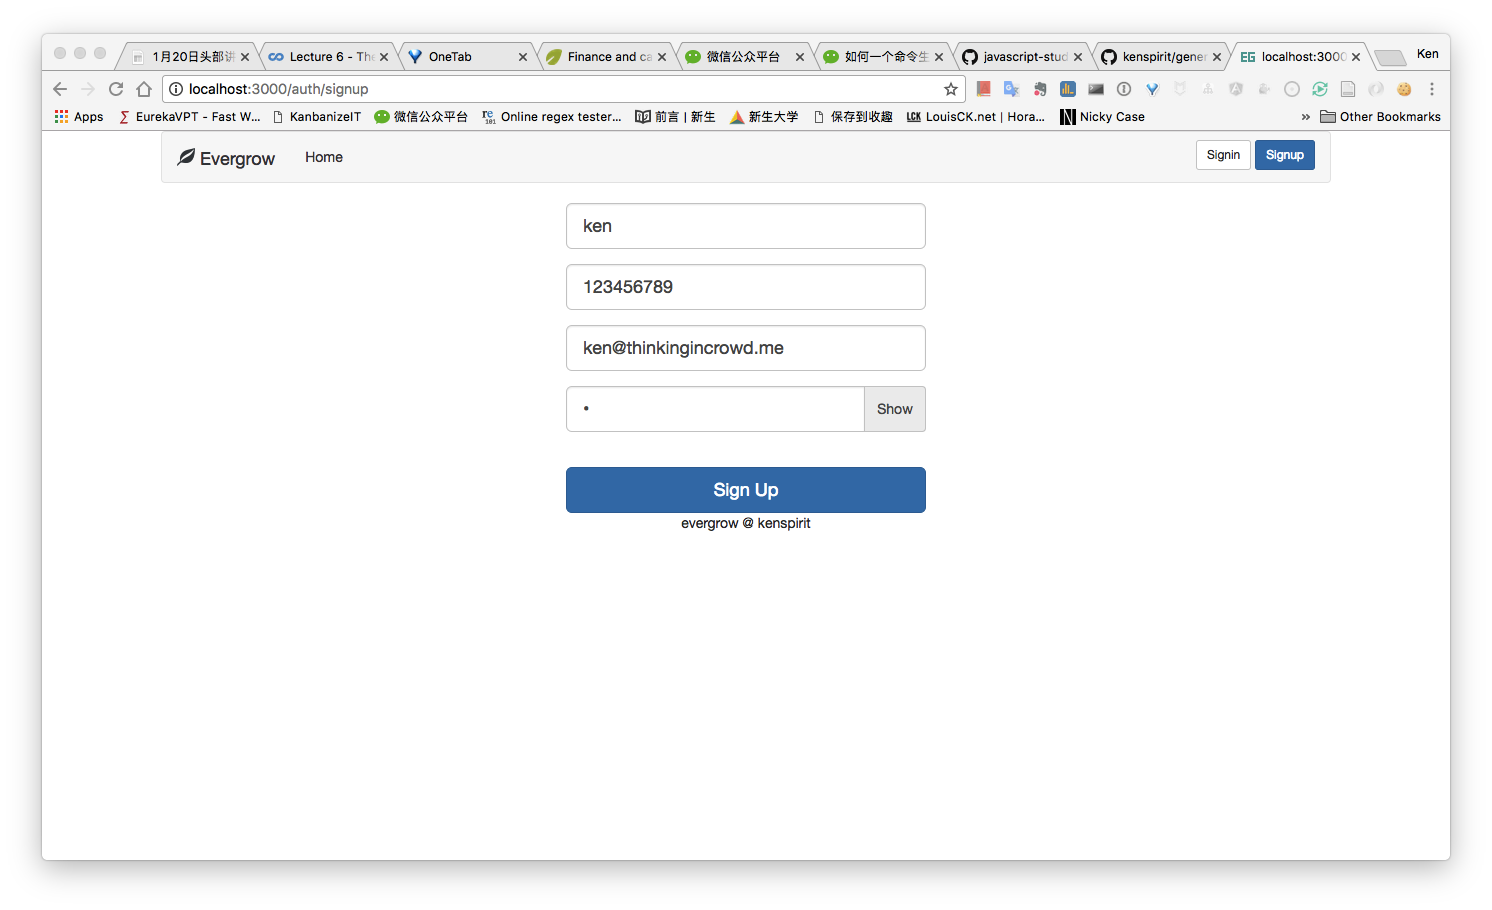 1月20日头部讲
Lecture 6 - The
OneTab
Finance and ca
微信公众平台
如何一个命令生
javascript-stud
kenspirit/gener
EG localhost:3000
Ken
localhost:3000/auth/signup
Apps
EurekaVPT - Fast W...
KanbanizeIT
微信公众平台
re 101 Online regex tester...
前言 | 新生
新生大学
保存到收趣
LCK LouisCK.net | Hora...
N Nicky Case
» Other Bookmarks
Evergrow
Home
Signin
Signup
ken
123456789
ken@thinkingincrowd.me
•
Show
Sign Up
evergrow @ kenspirit